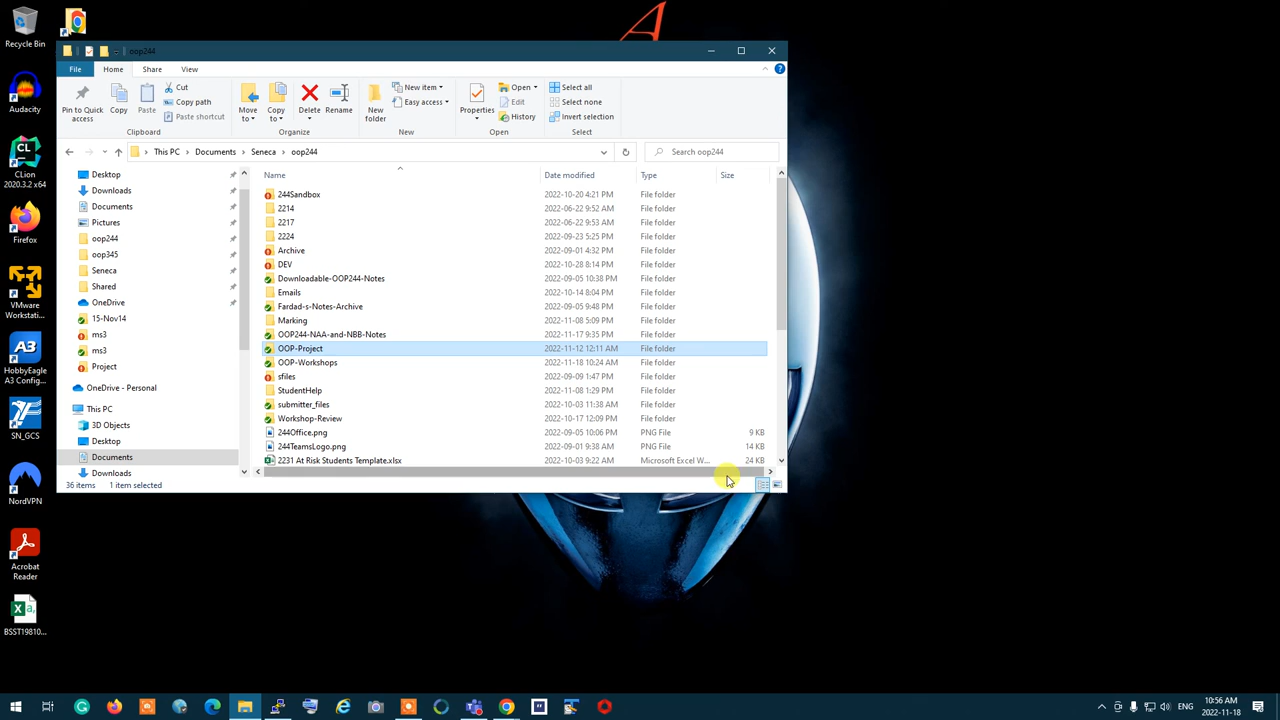 Recycle Bin
Audacity
CLion
2020.3.2 x64
Firefox
VMware
Workstati...
HobbyEagle
A3 Config...
SN_GCS
NordVPN
Acrobat
Reader
BSST19810...
oop244
File Home Share View
Pin to Quick
access
Copy
Paste
Cut
Copy path
Paste shortcut
Clipboard
Move
to
Copy
to
Delete
Rename
Organize
New
folder
New item
Easy access
New
Properties
Open
Edit
History
Open
Select all
Select none
Invert selection
Select
This PC > Documents > Seneca > oop244
Search oop244
Desktop
Downloads
Documents
Pictures
oop244
oop345
Seneca
Shared
OneDrive
15-Nov14
ms3
ms3
Project
OneDrive - Personal
This PC
3D Objects
Desktop
Documents
Downloads
Name Date modified Type Size
244Sandbox 2022-10-20 4:21 PM File folder
2214 2022-06-22 9:52 AM File folder
2217 2022-06-22 9:53 AM File folder
2224 2022-09-23 5:25 PM File folder
Archive 2022-09-01 4:32 PM File folder
DEV 2022-10-28 8:14 PM File folder
Downloadable-OOP244-Notes 2022-09-05 10:38 PM File folder
Emails 2022-10-14 8:04 PM File folder
Fardad-s-Notes-Archive 2022-09-05 9:48 PM File folder
Marking 2022-11-08 5:09 PM File folder
OOP244-NAA-and-NBB-Notes 2022-11-17 9:35 PM File folder
OOP-Project 2022-11-12 12:11 AM File folder
OOP-Workshops 2022-11-18 10:24 AM File folder
sfiles 2022-09-09 1:47 PM File folder
StudentHelp 2022-11-08 1:29 PM File folder
submitter_files 2022-10-03 11:38 AM File folder
Workshop-Review 2022-10-17 12:09 PM File folder
244Office.png 2022-09-05 10:06 PM PNG File 9 KB
244TeamsLogo.png 2022-09-01 9:38 AM PNG File 14 KB
2231 At Risk Students Template.xlsx 2022-10-03 9:22 AM Microsoft Excel W... 24 KB
36 items 1 item selected
10:56 AM
2022-11-18